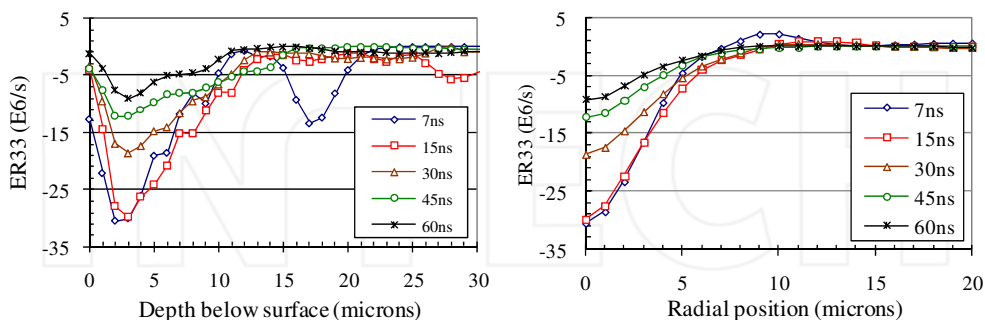 5
-5
-15
-25
-35
ER33 (E6/s)
0
5
10
15
20
25
30
Depth below surface (microns)
7ns
15ns
30ns
45ns
60ns
5
-5
-15
-25
-35
ER33 (E6/s)
0
5
10
15
20
Radial position (microns)
7ns
15ns
30ns
45ns
60ns